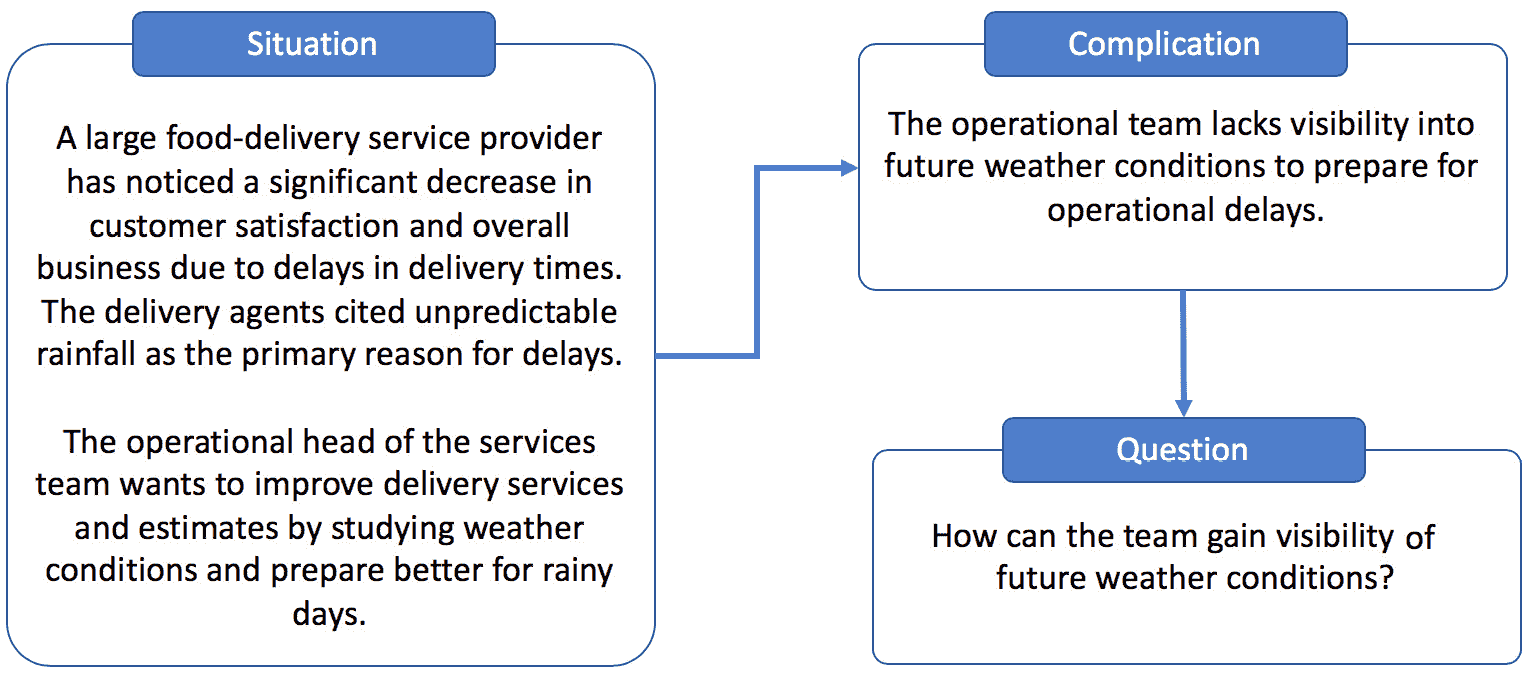 Situation
A large food-delivery service provider
has noticed a significant decrease in
customer satisfaction and overall
business due to delays in delivery times.
The delivery agents cited unpredictable
rainfall as the primary reason for delays.
The operational head of the services
team wants to improve delivery services
and estimates by studying weather
conditions and prepare better for rainy
days.
Complication
The operational team lacks visibility into
future weather conditions to prepare for
operational delays.
Question
How can the team gain visibility of
future weather conditions?